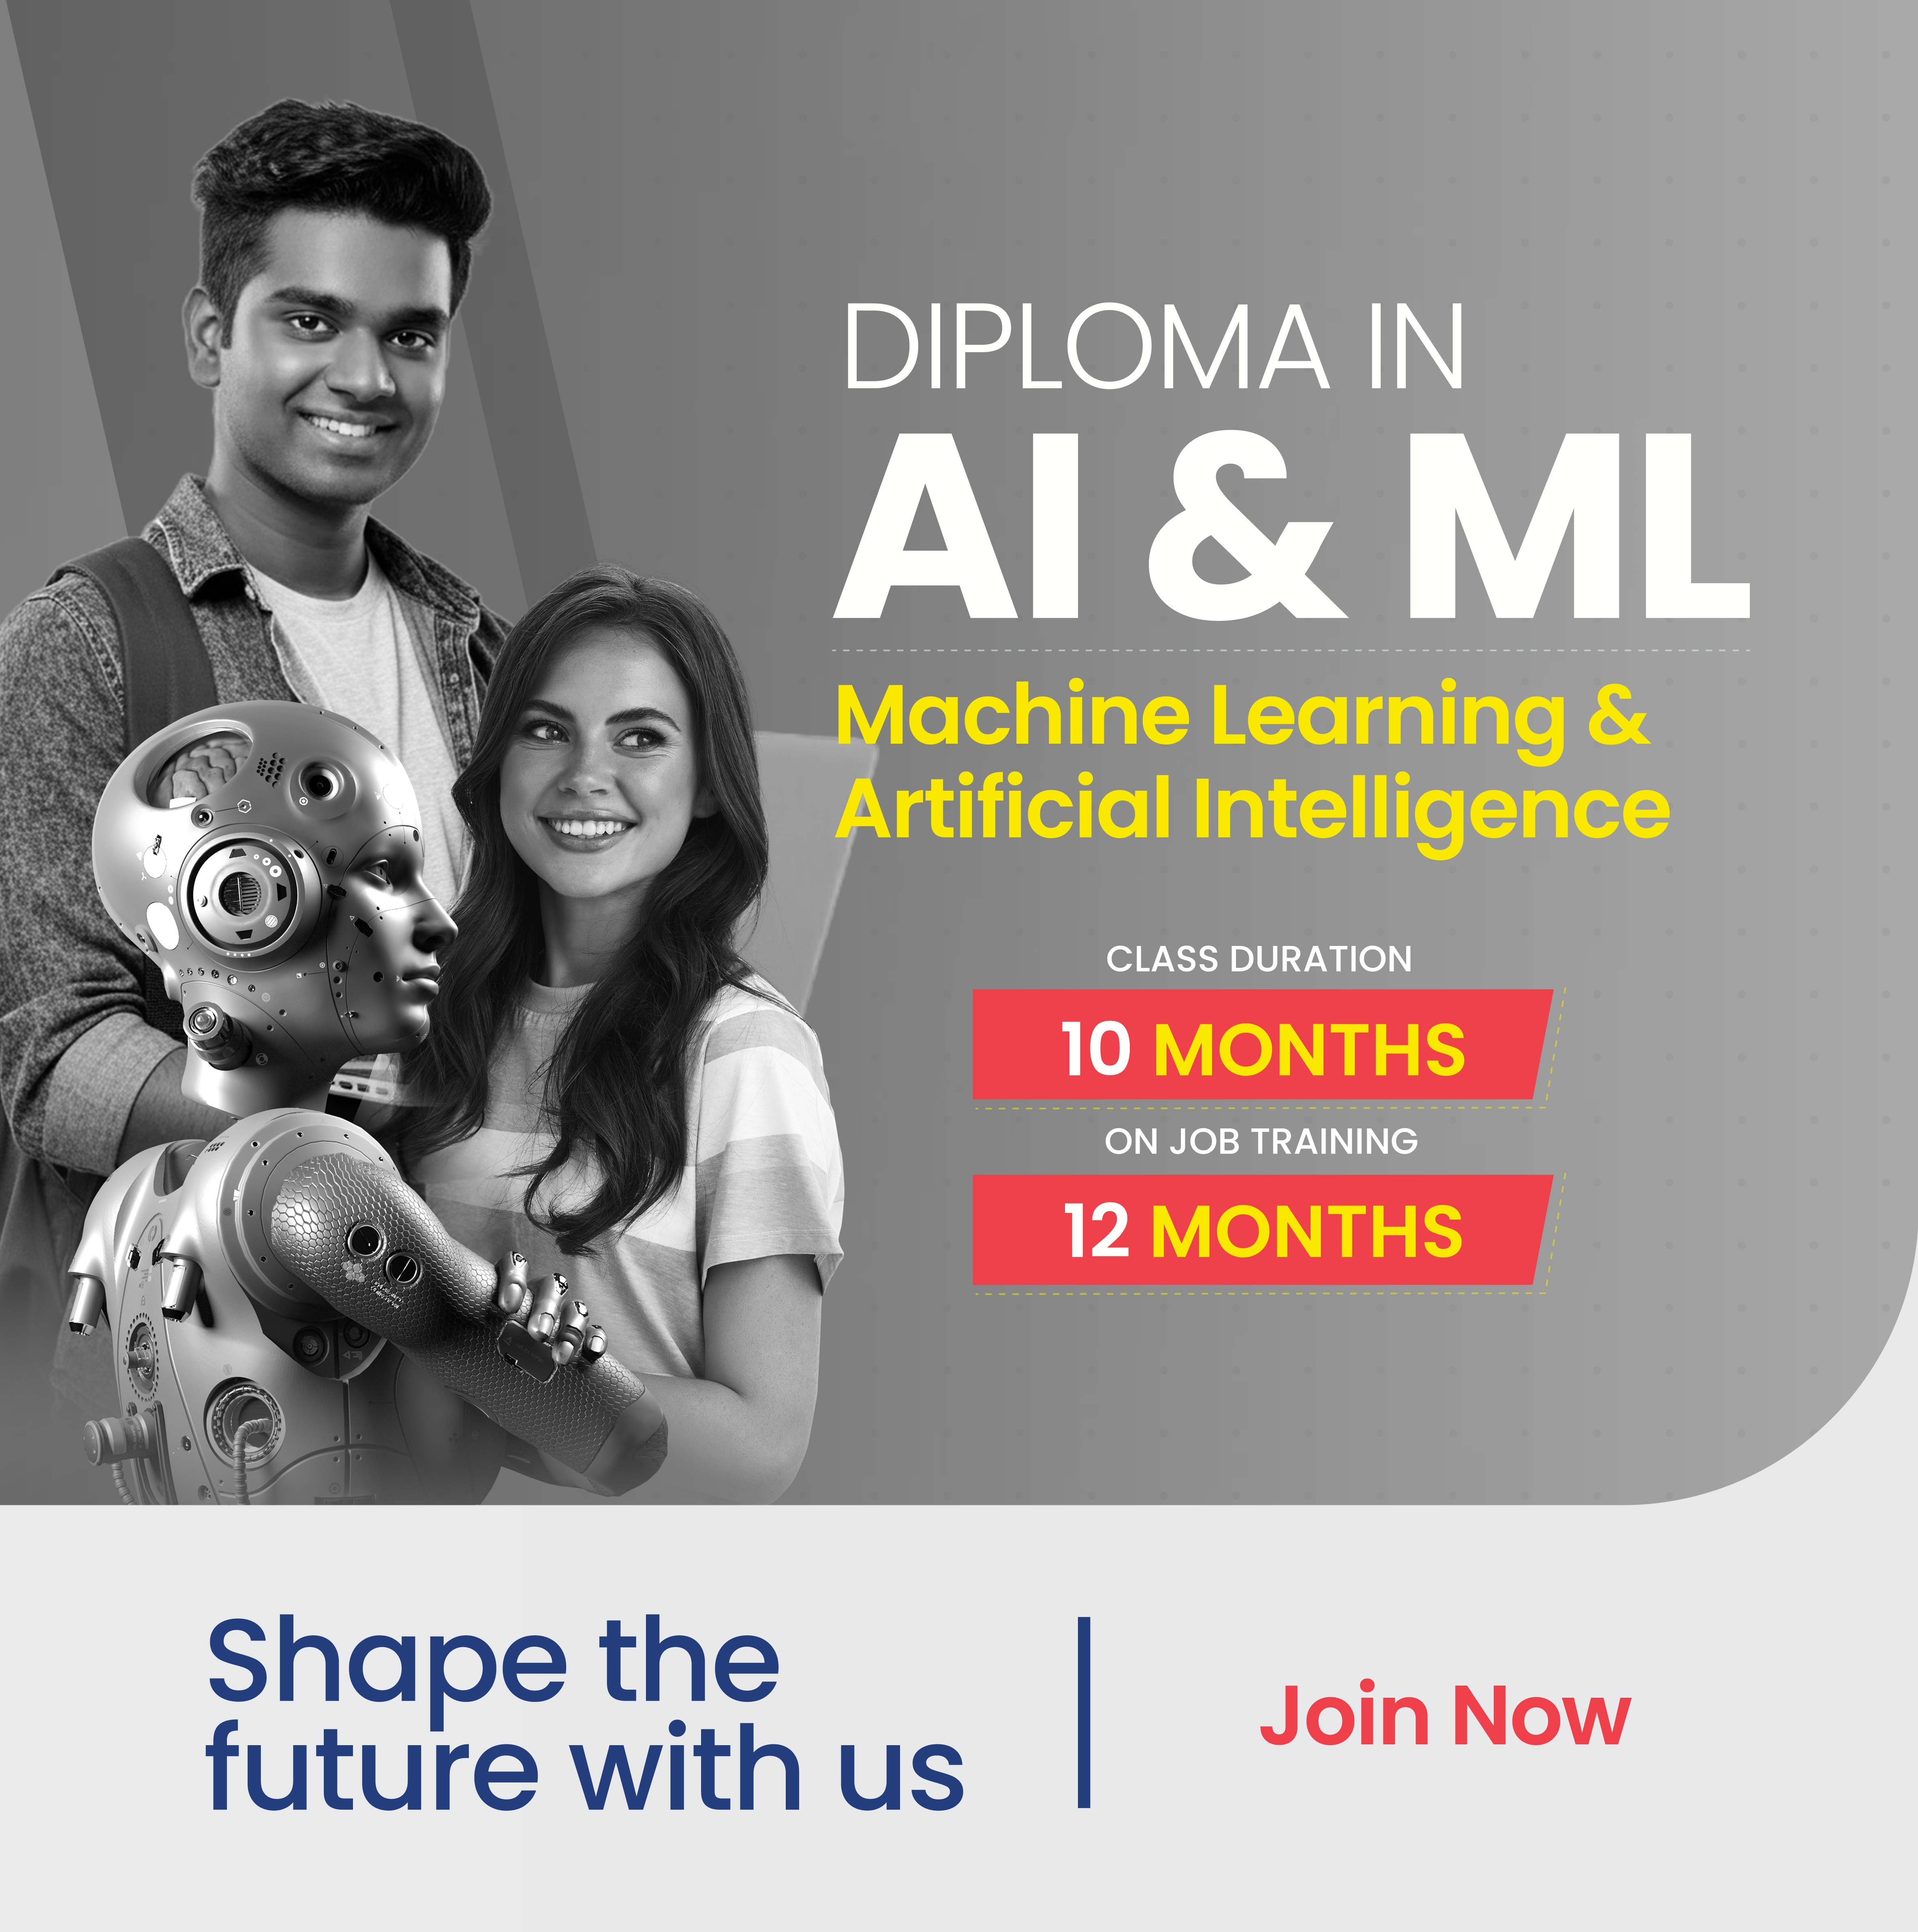 DIPLOMA IN
AI & ML
Machine Learning &
Artificial Intelligence
CLASS DURATION
10 MONTHS
ON JOB TRAINING
12 MONTHS
Shape the
future with us
Join Now